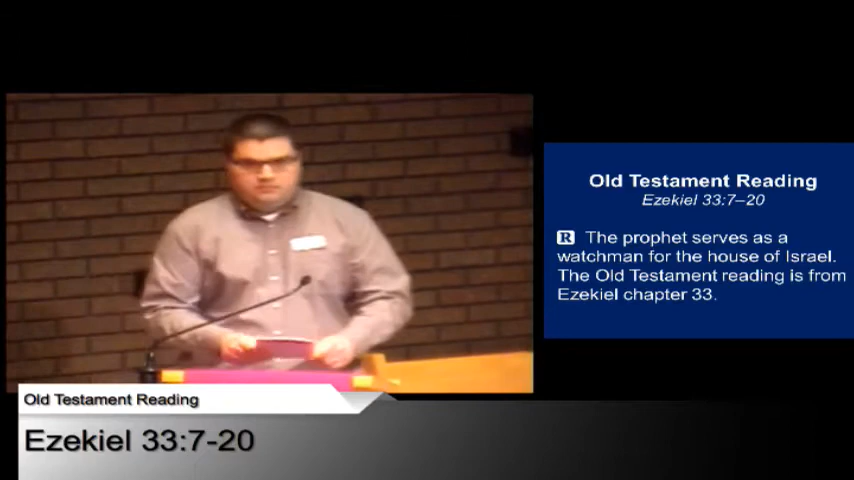 Old Testament Reading
Ezekiel 33:7–20
R The prophet serves as a
watchman for the house of Israel.
The Old Testament reading is from
Ezekiel chapter 33.
Old Testament Reading
Ezekiel 33:7-20